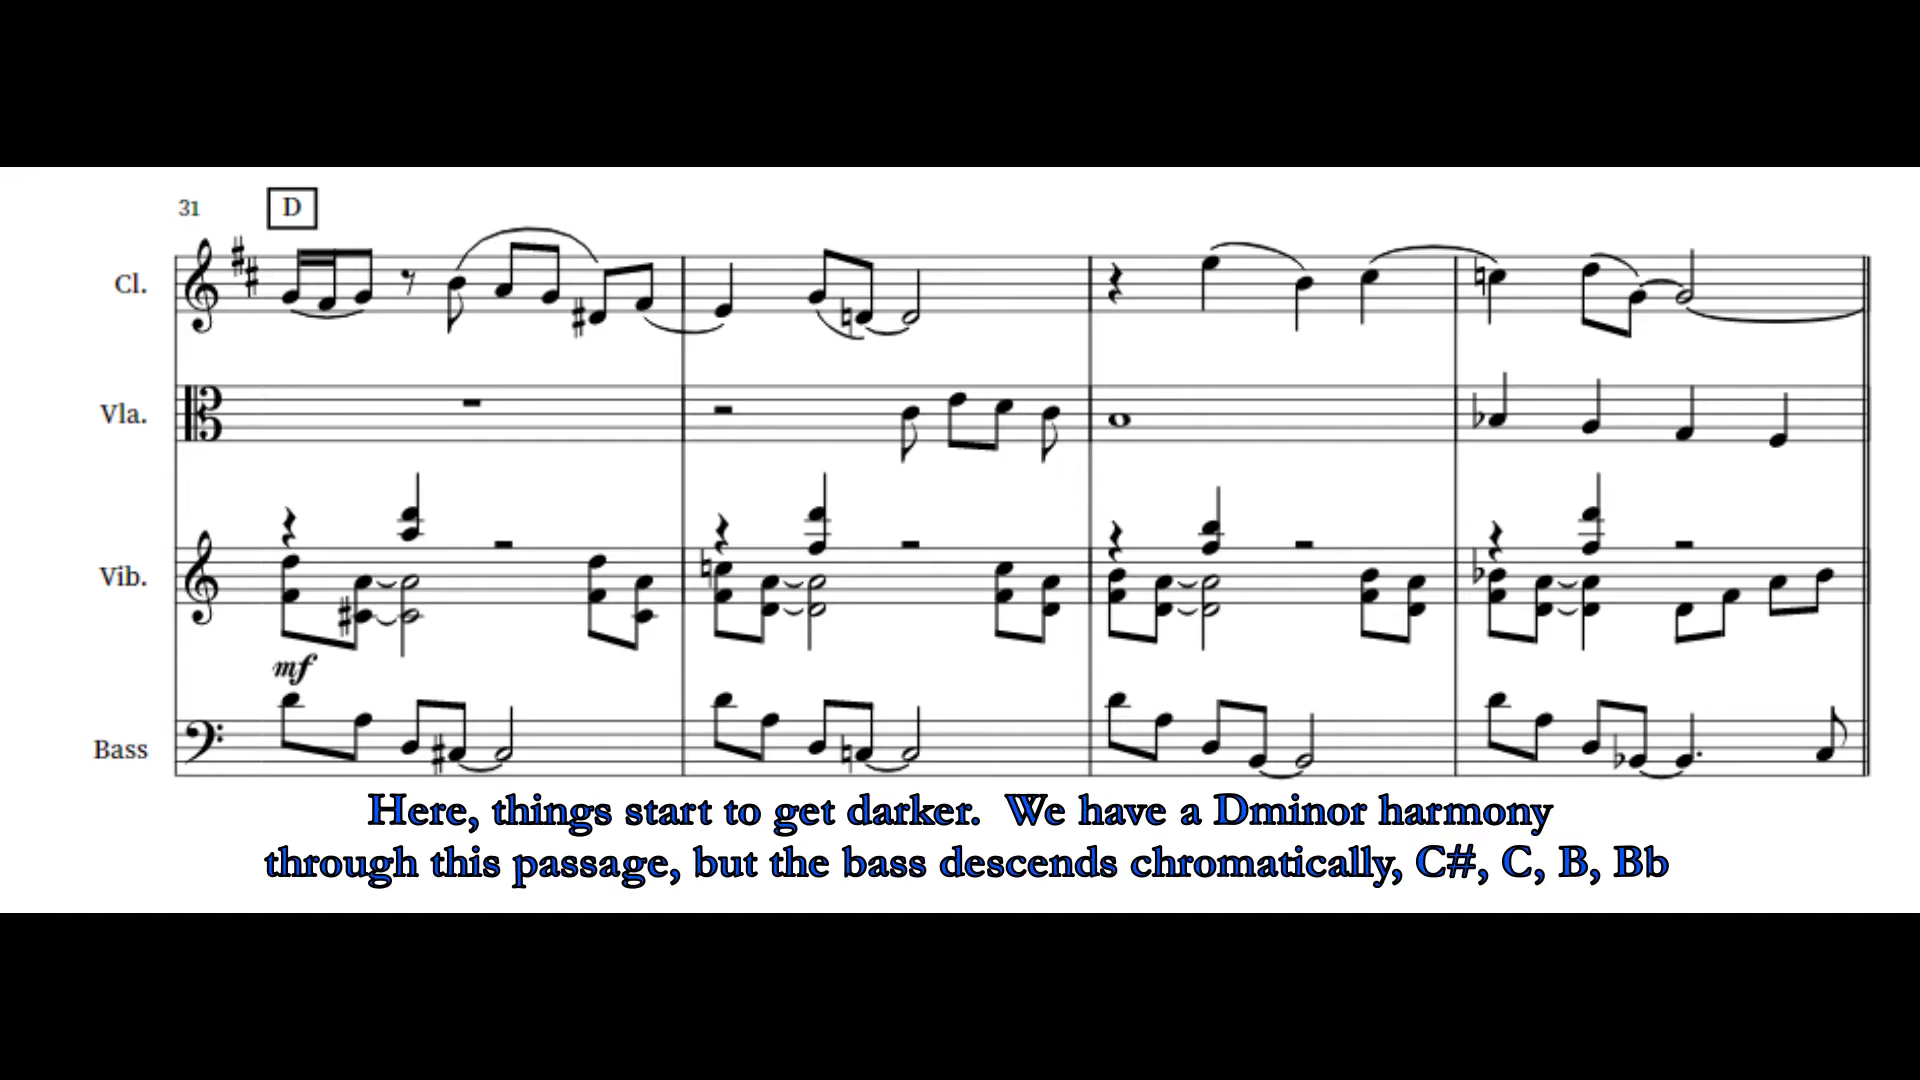 31 D
Cl.
Vla.
Vib.
mf
Bass
Here, things start to get darker. We have a Dminor harmony
through this passage, but the bass descends chromatically, C#, C, B, Bb